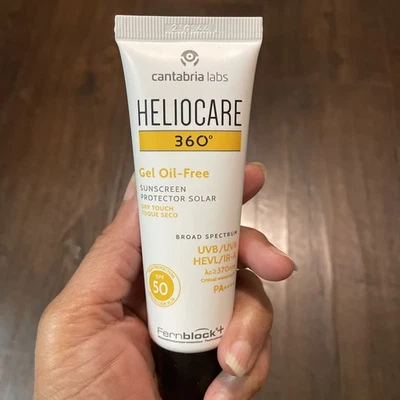 cantabria labs
HELIOCARE
360°
Gel Oil-Free
SUNSCREEN
PROTECTOR SOLAR
DRY TOUCH
TOQUE SECO
BROAD SPECTRUM
UVB/UVA
HEVL/IR-A
SPF
50
PA++++
Fernblock+